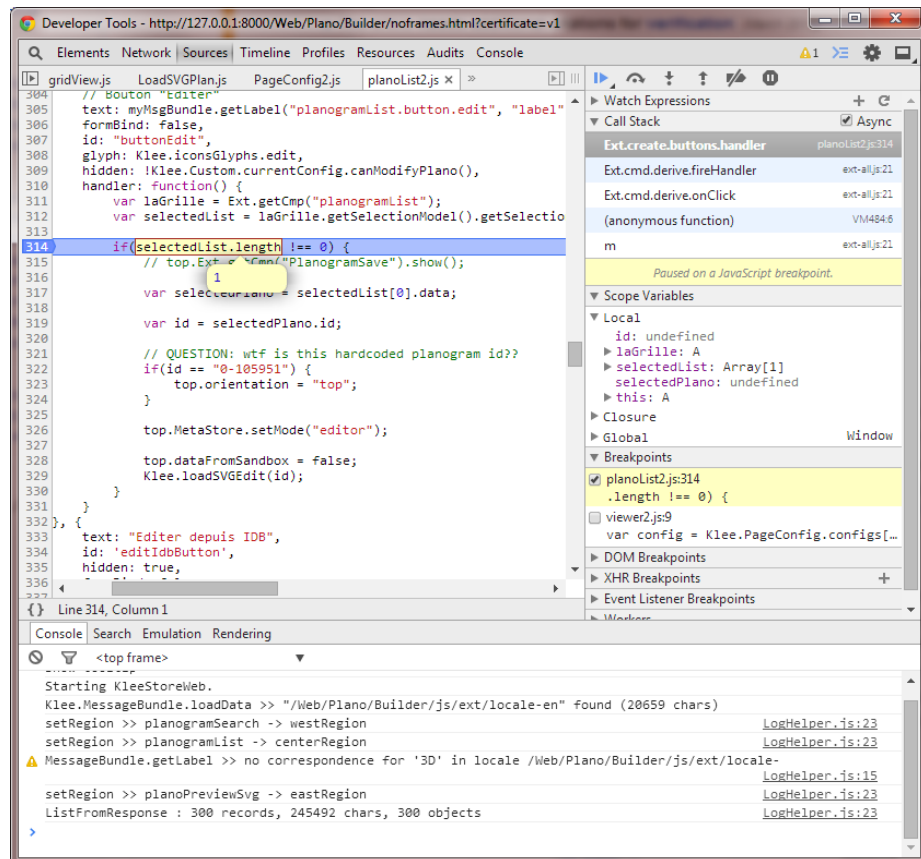 Developer Tools - http://127.0.0.1:8000/Web/Plano/Builder/noframes.html?certificate=v1
Elements Network Sources Timeline Profiles Resources Audits Console
1
gridView.js LoadSVGPlan.js PageConfig2.js planoList2.js × »
304 // Bouton "Editer"
305 text: myMsgBundle.getLabel("planogramList.button.edit", "label"
306 formBind: false,
307 id: "buttonEdit",
308 glyph: Klee.iconsGlyphs.edit,
309 hidden: !Klee.Custom.currentConfig.canModifyPlano(),
310 handler: function() {
311 var laGrille = Ext.getCmp("planogramList");
312 var selectedList = laGrille.getSelectionModel().getSelectio
313
314 if(selectedList.length !== 0) {
315 // top.Ext.getCmp("PlanogramSave").show();
1
316
317 var selectedPlano = selectedList[0].data;
318
319 var id = selectedPlano.id;
320
321 // QUESTION: wtf is this hardcoded planogram id??
322 if(id == "0-105951") {
323 top.orientation = "top";
324 }
325
326 top.MetaStore.setMode("editor");
327
328 top.dataFromSandbox = false;
329 Klee.loadSVGEdit(id);
330 }
331 }
332 }, {
333 text: "Editer depuis IDB",
334 id: 'editIdbButton',
335 hidden: true,
336
{} Line 314, Column 1
Watch Expressions
Call Stack Async
Ext.create.buttons.handler planoList2.js:314
Ext.cmd.derive.fireHandler ext-all.js:21
Ext.cmd.derive.onClick ext-all.js:21
(anonymous function) VM484:6
m ext-all.js:21
Paused on a JavaScript breakpoint.
Scope Variables
Local
id: undefined
laGrille: A
selectedList: Array[1]
selectedPlano: undefined
this: A
Closure
Global Window
Breakpoints
planoList2.js:314
.length !== 0) {
viewer2.js:9
var config = Klee.PageConfig.configs[…
DOM Breakpoints
XHR Breakpoints
Event Listener Breakpoints
Workers
Console Search Emulation Rendering
<top frame>
Starting KleeStoreWeb.
Klee.MessageBundle.loadData >> "/Web/Plano/Builder/js/ext/locale-en" found (20659 chars)
setRegion >> planogramSearch -> westRegion LogHelper.js:23
setRegion >> planogramList -> centerRegion LogHelper.js:23
MessageBundle.getLabel >> no correspondence for '3D' in locale /Web/Plano/Builder/js/ext/locale-
LogHelper.js:15
setRegion >> planoPreviewSvg -> eastRegion LogHelper.js:23
ListFromResponse : 300 records, 245492 chars, 300 objects LogHelper.js:23
>